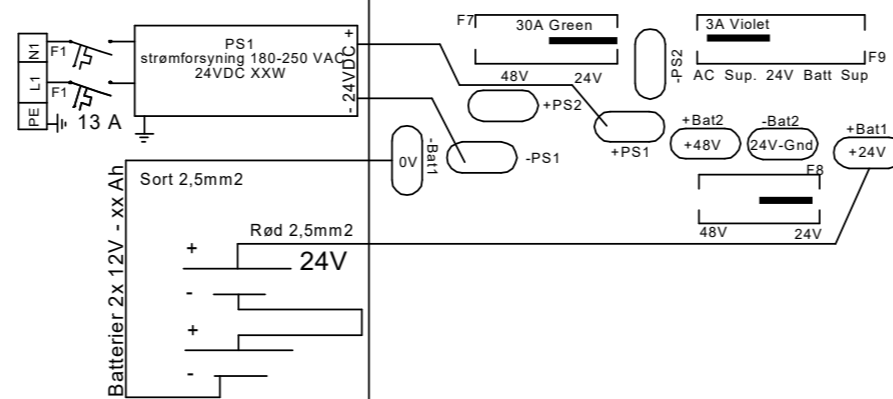 N1
F1
L1
F1
PE
13 A
PS1
strømforsyning 180-250 VAC
24VDC XXW
+
- 24VDC
F7
30A Green
48V
24V
-PS2
3A Violet
F9
AC Sup. 24V Batt Sup
+PS2
+PS1
-PS1
0V
-Bat1
+Bat2
+48V
-Bat2
24V-Gnd
+Bat1
+24V
F8
48V
24V
Batterier 2x 12V - xx Ah
Sort 2,5mm2
Rød 2,5mm2
24V
+
-
+
-